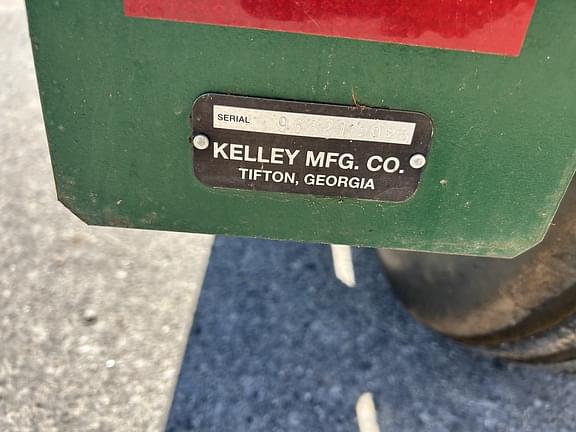 SERIAL
KELLEY MFG. CO.
TIFTON, GEORGIA